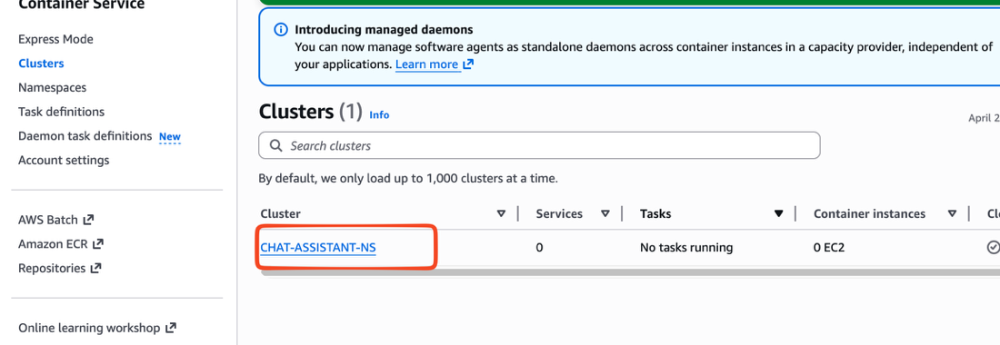 Container Service
Express Mode
Clusters
Namespaces
Task definitions
Daemon task definitions New
Account settings
AWS Batch
Amazon ECR
Repositories
Online learning workshop
Introducing managed daemons
You can now manage software agents as standalone daemons across container instances in a capacity provider, independent of
your applications. Learn more
Clusters (1) Info
April 2
Search clusters
By default, we only load up to 1,000 clusters at a time.
Cluster Services Tasks Container instances
CHAT-ASSISTANT-NS 0 No tasks running 0 EC2